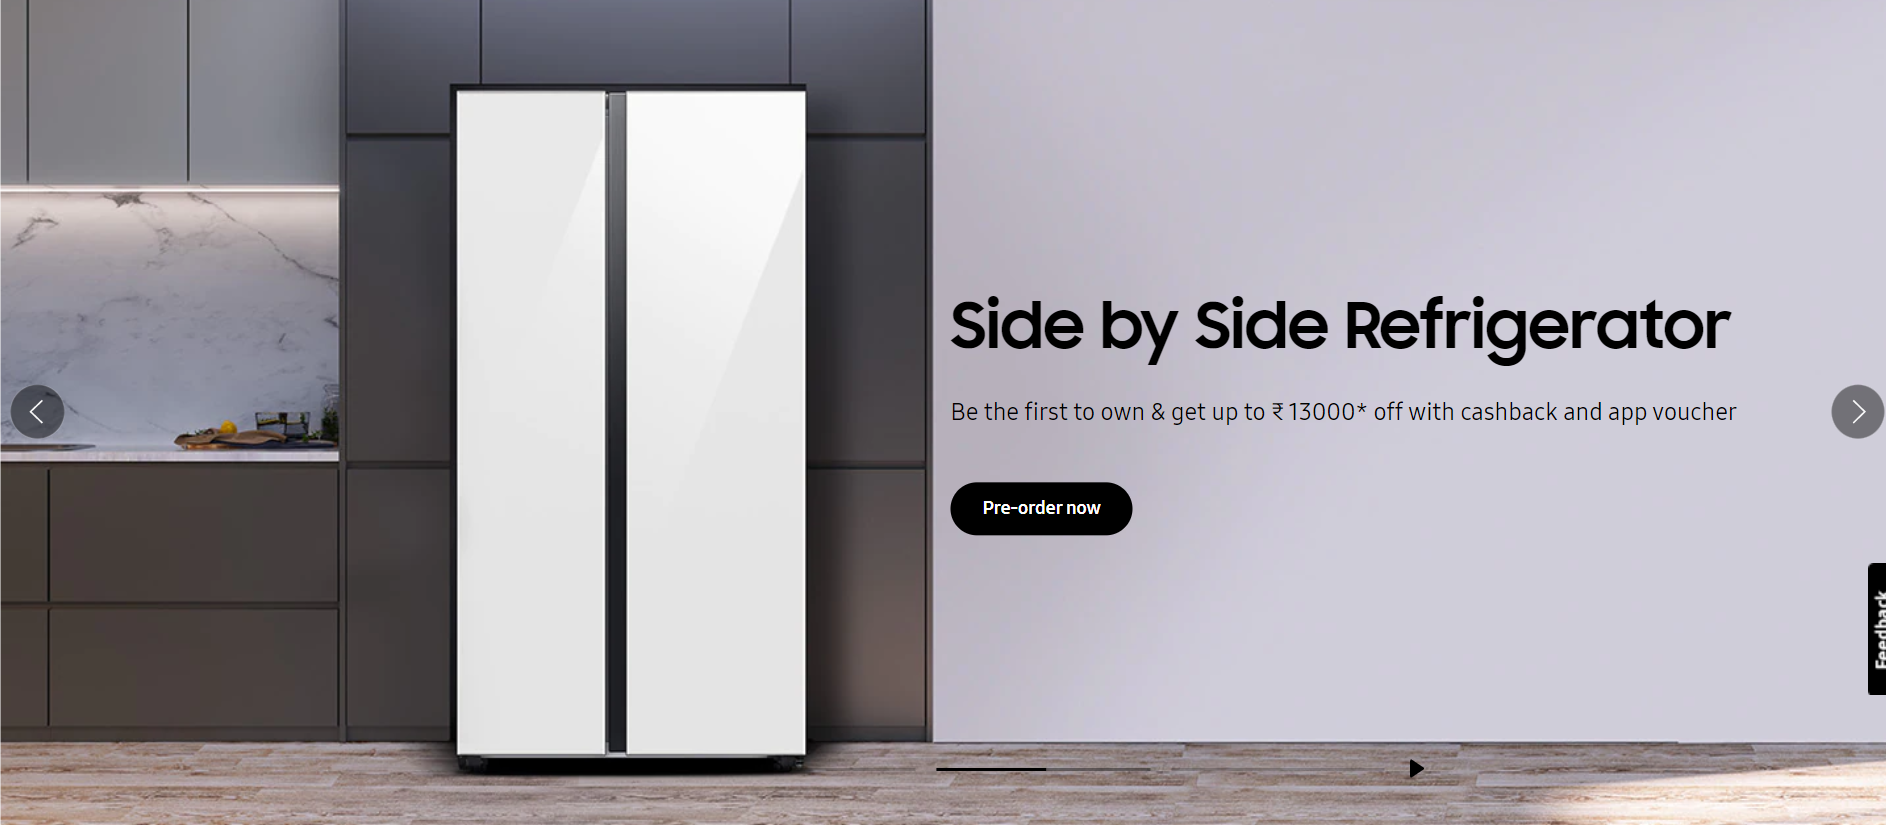 Side by Side Refrigerator
Be the first to own & get up to ₹ 13000* off with cashback and app voucher
Pre-order now
Feedback